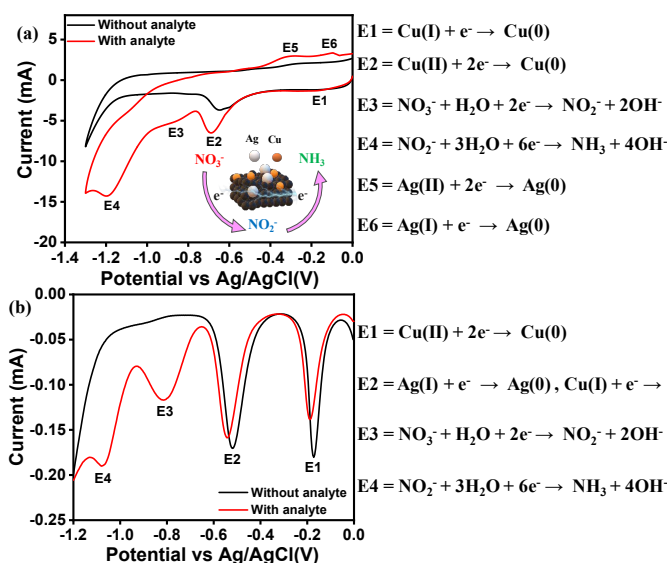 (a)
Without analyte
With analyte
E1 = Cu(I) + e⁻ → Cu(0)
E2 = Cu(II) + 2e⁻ → Cu(0)
E3 = NO₃⁻ + H₂O + 2e⁻ → NO₂⁻ + 2OH⁻
E4 = NO₂⁻ + 3H₂O + 6e⁻ → NH₃ + 4OH⁻
E5 = Ag(II) + 2e⁻ → Ag(0)
E6 = Ag(I) + e⁻ → Ag(0)
E5
E6
E1
E2
E3
E4
Ag Cu
NO₃⁻
NH₃
e⁻ e⁻
NO₂⁻
Current (mA)
5
0
-5
-10
-15
-20
-1.4 -1.2 -1.0 -0.8 -0.6 -0.4 -0.2 0.0
Potential vs Ag/AgCl(V)
(b)
0.00
-0.05
-0.10
-0.15
-0.20
-0.25
Current (mA)
E1 = Cu(II) + 2e⁻ → Cu(0)
E2 = Ag(I) + e⁻ → Ag(0) , Cu(I) + e⁻ →
E3 = NO₃⁻ + H₂O + 2e⁻ → NO₂⁻ + 2OH⁻
E4 = NO₂⁻ + 3H₂O + 6e⁻ → NH₃ + 4OH⁻
E3
E2
E1
E4
Without analyte
With analyte
-1.2 -1.0 -0.8 -0.6 -0.4 -0.2 0.0
Potential vs Ag/AgCl(V)